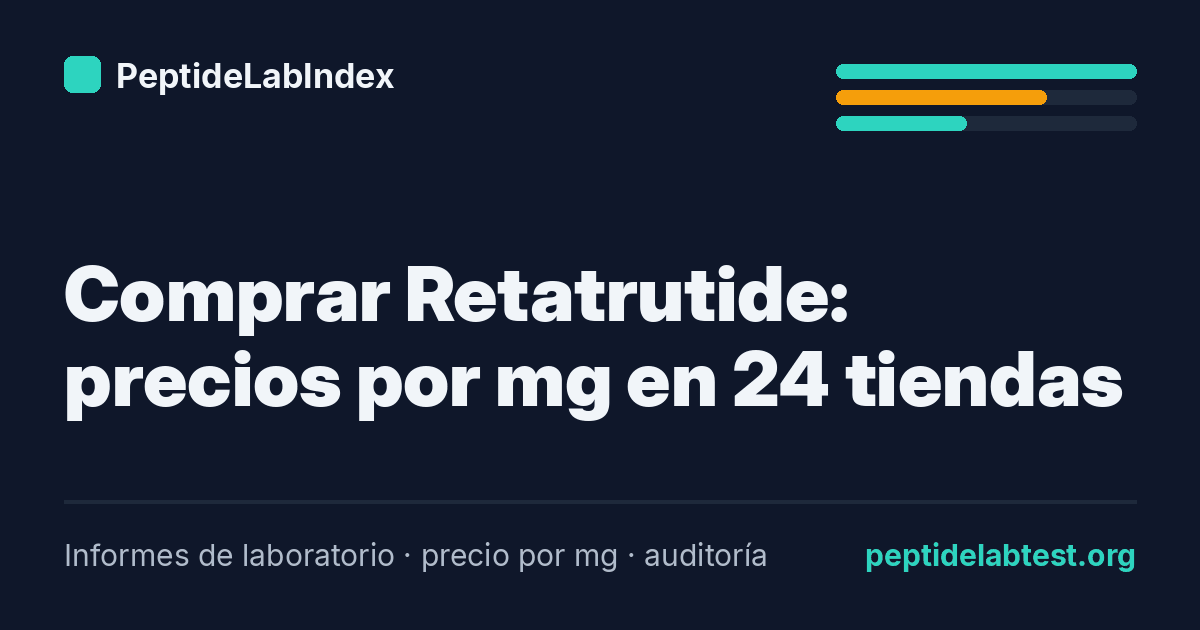 PeptideLabIndex
Comprar Retatrutide:
precios por mg en 24 tiendas
Informes de laboratorio · precio por mg · auditoría
peptidelabtest.org